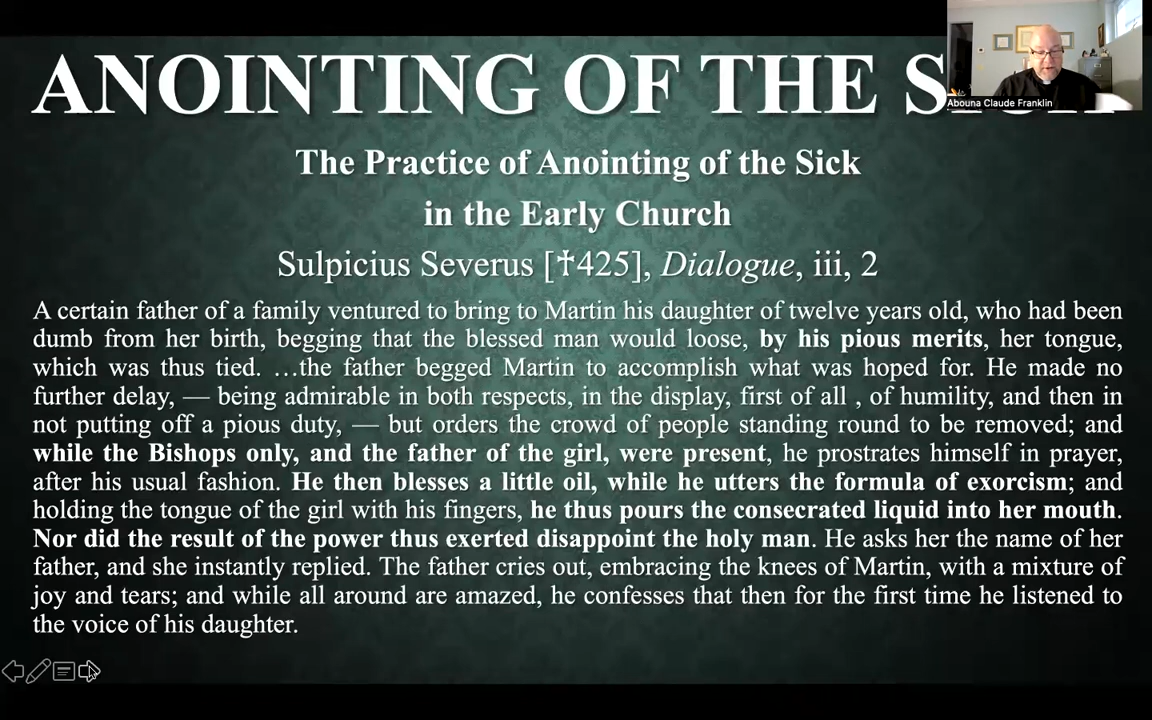 ANOINTING OF THE
Abouna Claude Franklin
The Practice of Anointing of the Sick
in the Early Church
Sulpicius Severus [✝425], Dialogue, iii, 2
A certain father of a family ventured to bring to Martin his daughter of twelve years old, who had been
dumb from her birth, begging that the blessed man would loose, by his pious merits, her tongue,
which was thus tied. …the father begged Martin to accomplish what was hoped for. He made no
further delay, — being admirable in both respects, in the display, first of all , of humility, and then in
not putting off a pious duty, — but orders the crowd of people standing round to be removed; and
while the Bishops only, and the father of the girl, were present, he prostrates himself in prayer,
after his usual fashion. He then blesses a little oil, while he utters the formula of exorcism; and
holding the tongue of the girl with his fingers, he thus pours the consecrated liquid into her mouth.
Nor did the result of the power thus exerted disappoint the holy man. He asks her the name of her
father, and she instantly replied. The father cries out, embracing the knees of Martin, with a mixture of
joy and tears; and while all around are amazed, he confesses that then for the first time he listened to
the voice of his daughter.